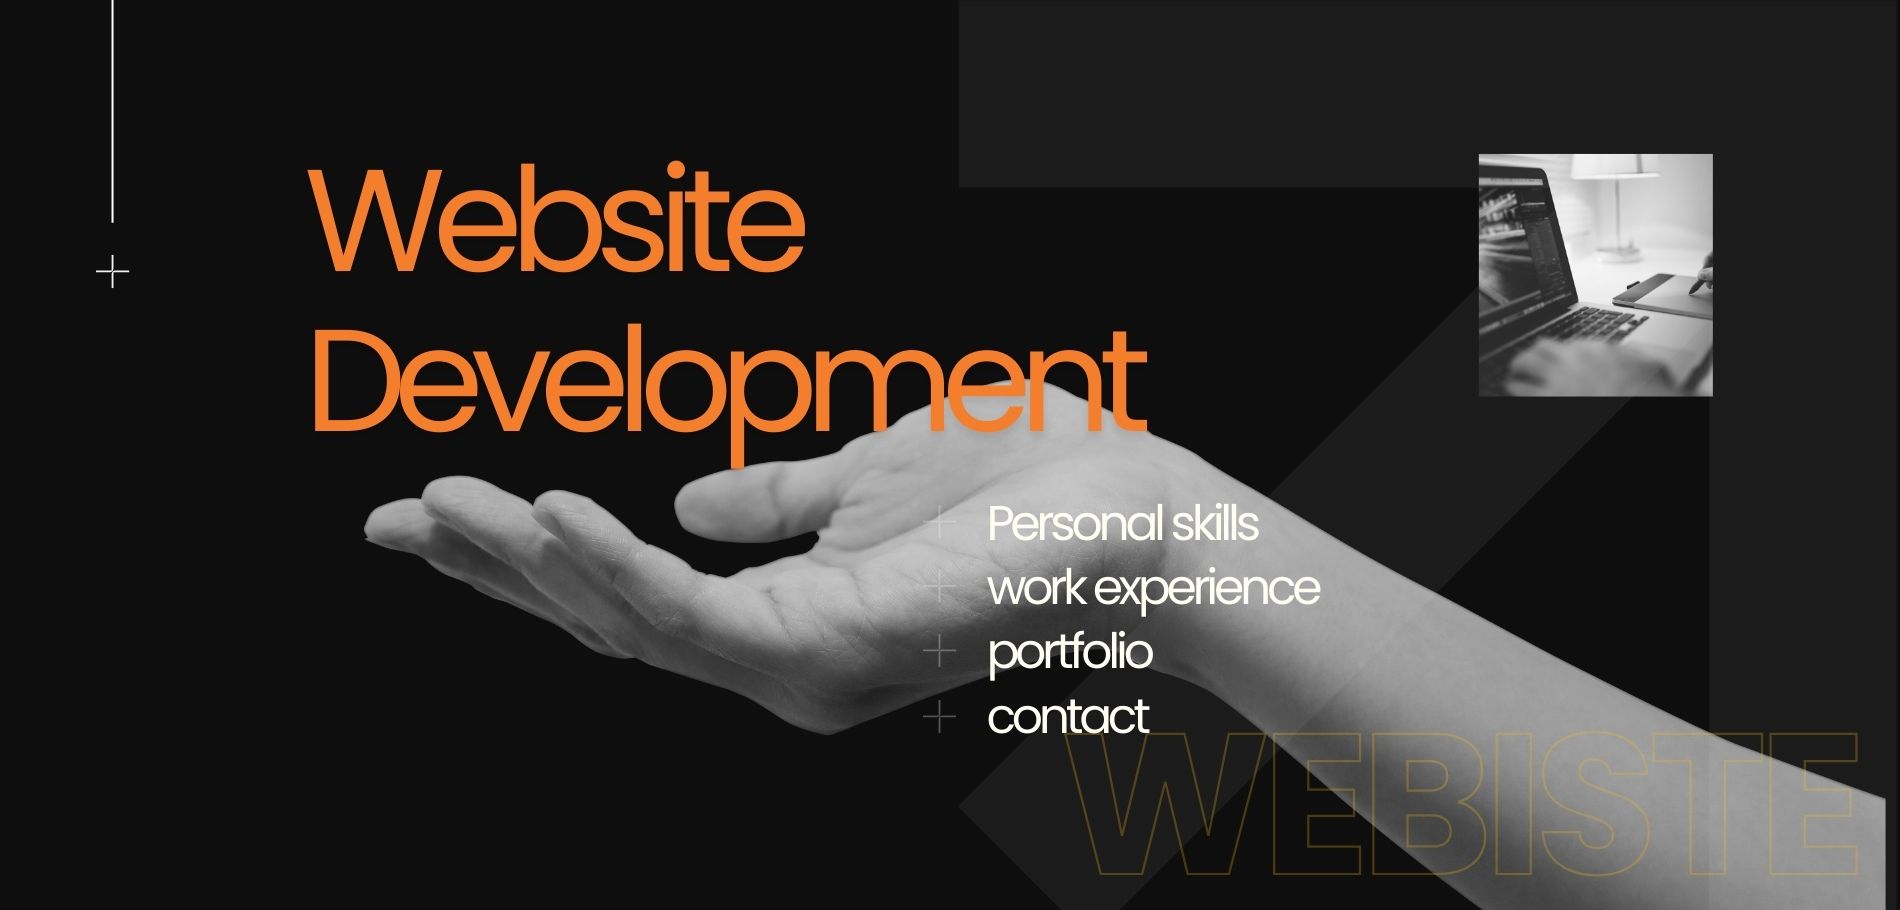 Website
Development
Personal skills
work experience
portfolio
contact
WEBISTE